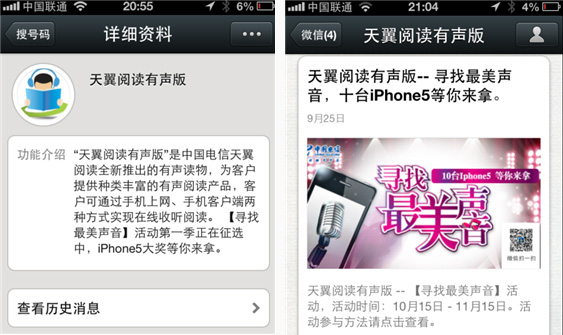 中国联通
20:55
6%
搜号码
详细资料
天翼阅读有声版
功能介绍
“天翼阅读有声版”是中国电信天翼
阅读全新推出的有声读物，为客户
提供种类丰富的有声阅读产品，客
户可通过手机上网、手机客户端两
种方式实现在线收听阅读。【寻找
最美声音】活动第一季正在征选
中，iPhone5大奖等你来拿。
查看历史消息
中国联通
21:04
4%
微信(4)
天翼阅读有声版
天翼阅读有声版-- 寻找最美声
音，十台iPhone5等你来拿。
9月25日
中国电信
寻找
10台Iphone5 等你来拿
最美声音
微信扫一扫
天翼阅读有声版 -- 【寻找最美声音】活
动，活动时间：10月15日 - 11月15日。活
动参与方法请点击查看。